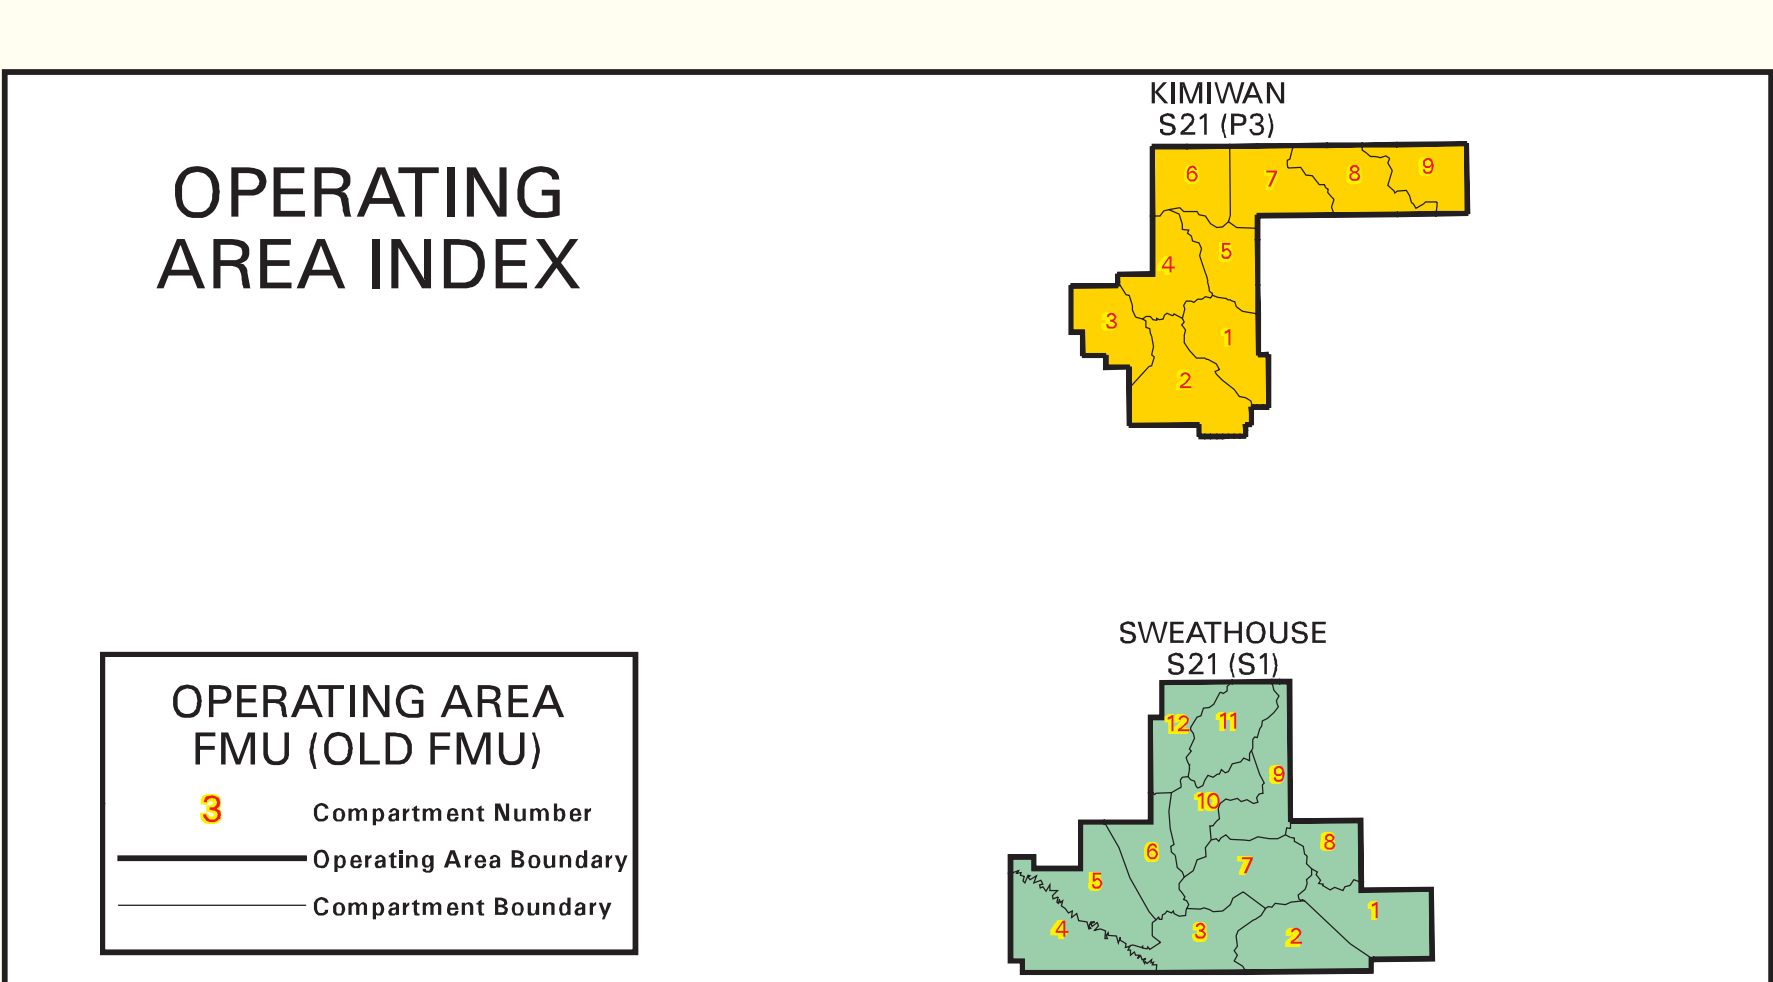 OPERATING
AREA INDEX
KIMIWAN
S21 (P3)
6
7
8
9
5
4
3
1
2
SWEATHOUSE
S21 (S1)
12
11
9
10
8
6
7
5
1
4
3
2
OPERATING AREA
FMU (OLD FMU)
3 Compartment Number
Operating Area Boundary
Compartment Boundary